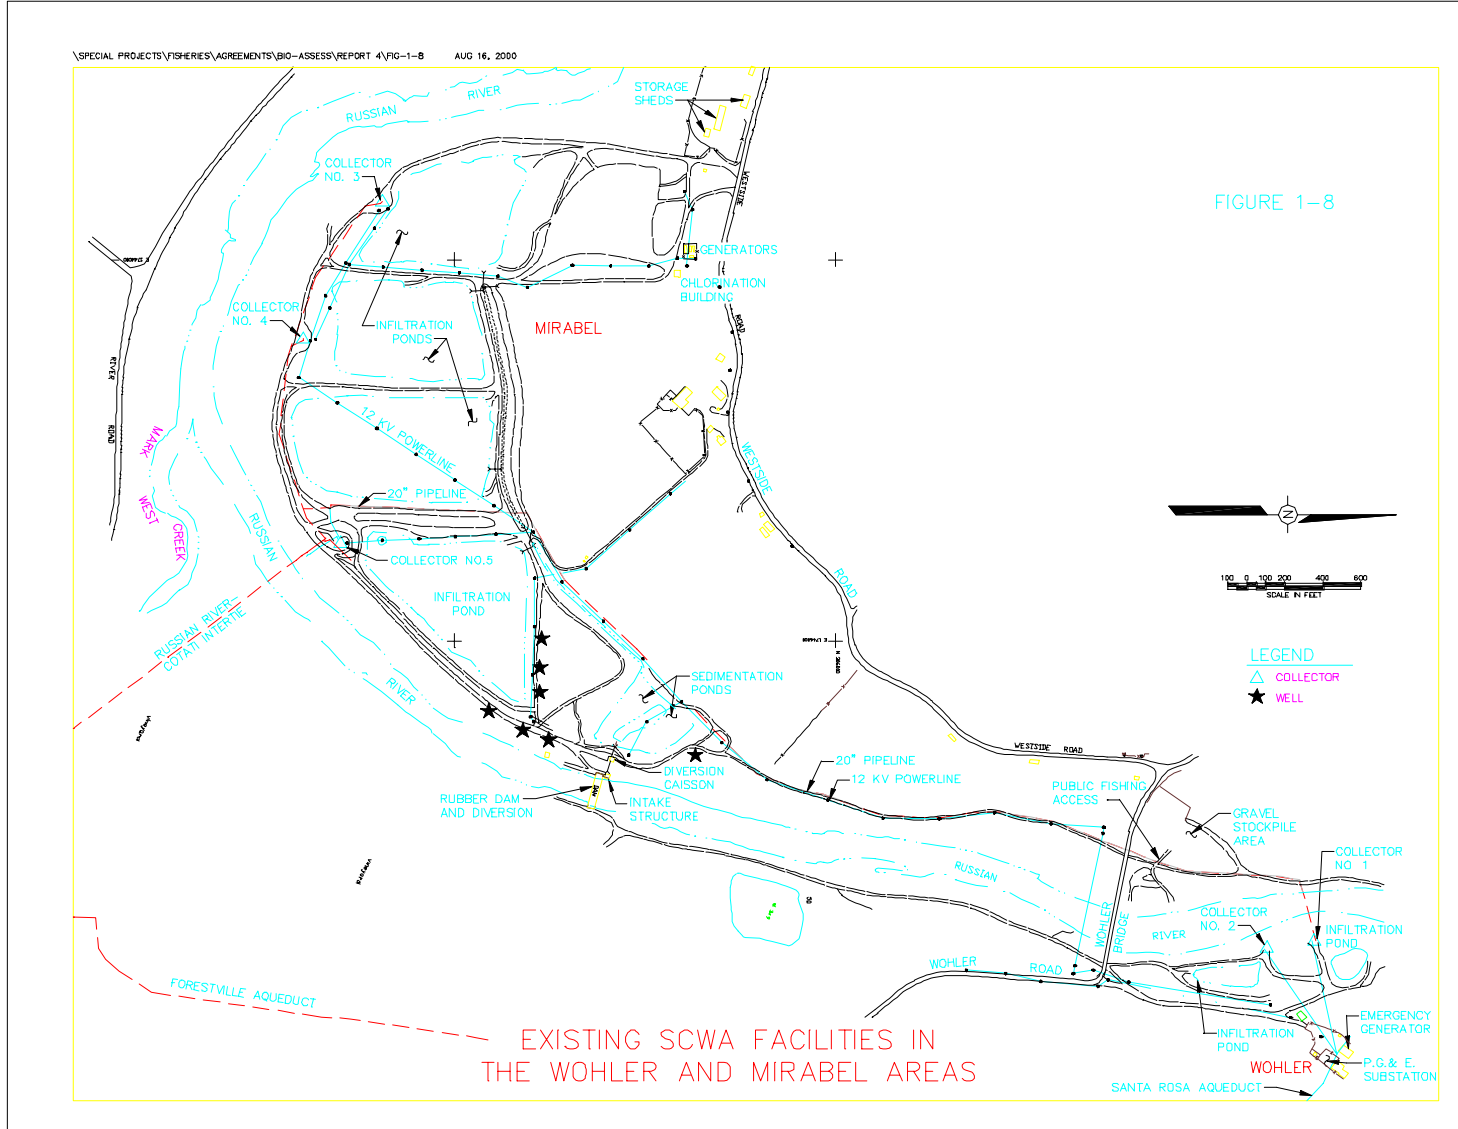 \SPECIAL PROJECTS\FISHERIES\AGREEMENTS\BIO-ASSESS\REPORT 4\FIG-1-8 AUG 16, 2000
STORAGE
SHEDS
RUSSIAN RIVER
COLLECTOR
NO. 3
WESTSIDE
FIGURE 1-8
GENERATORS
CHLORINATION
BUILDING
COLLECTOR
NO. 4
INFILTRATION
PONDS
MIRABEL
ROAD
RIVER
ROAD
12 KV POWERLINE
MARK
WEST
CREEK
WESTSIDE
ROAD
20" PIPELINE
RUSSIAN
COLLECTOR NO.5
INFILTRATION
POND
100 0 100 200 400 600
SCALE IN FEET
RUSSIAN RIVER-
COTATI INTERTIE
RIVER
SEDIMENTATION
PONDS
LEGEND
COLLECTOR
WELL
WESTSIDE ROAD
DIVERSION
CAISSON
20" PIPELINE
12 KV POWERLINE
RUBBER DAM
AND DIVERSION
DAM
INTAKE
STRUCTURE
PUBLIC FISHING
ACCESS
GRAVEL
STOCKPILE
AREA
COLLECTOR
NO 1
RUSSIAN
RIVER
WOHLER
BRIDGE
COLLECTOR
NO. 2
INFILTRATION
POND
WOHLER ROAD
FORESTVILLE AQUEDUCT
INFILTRATION
POND
EMERGENCY
GENERATOR
WOHLER
P.G.& E.
SUBSTATION
SANTA ROSA AQUEDUCT
EXISTING SCWA FACILITIES IN
THE WOHLER AND MIRABEL AREAS